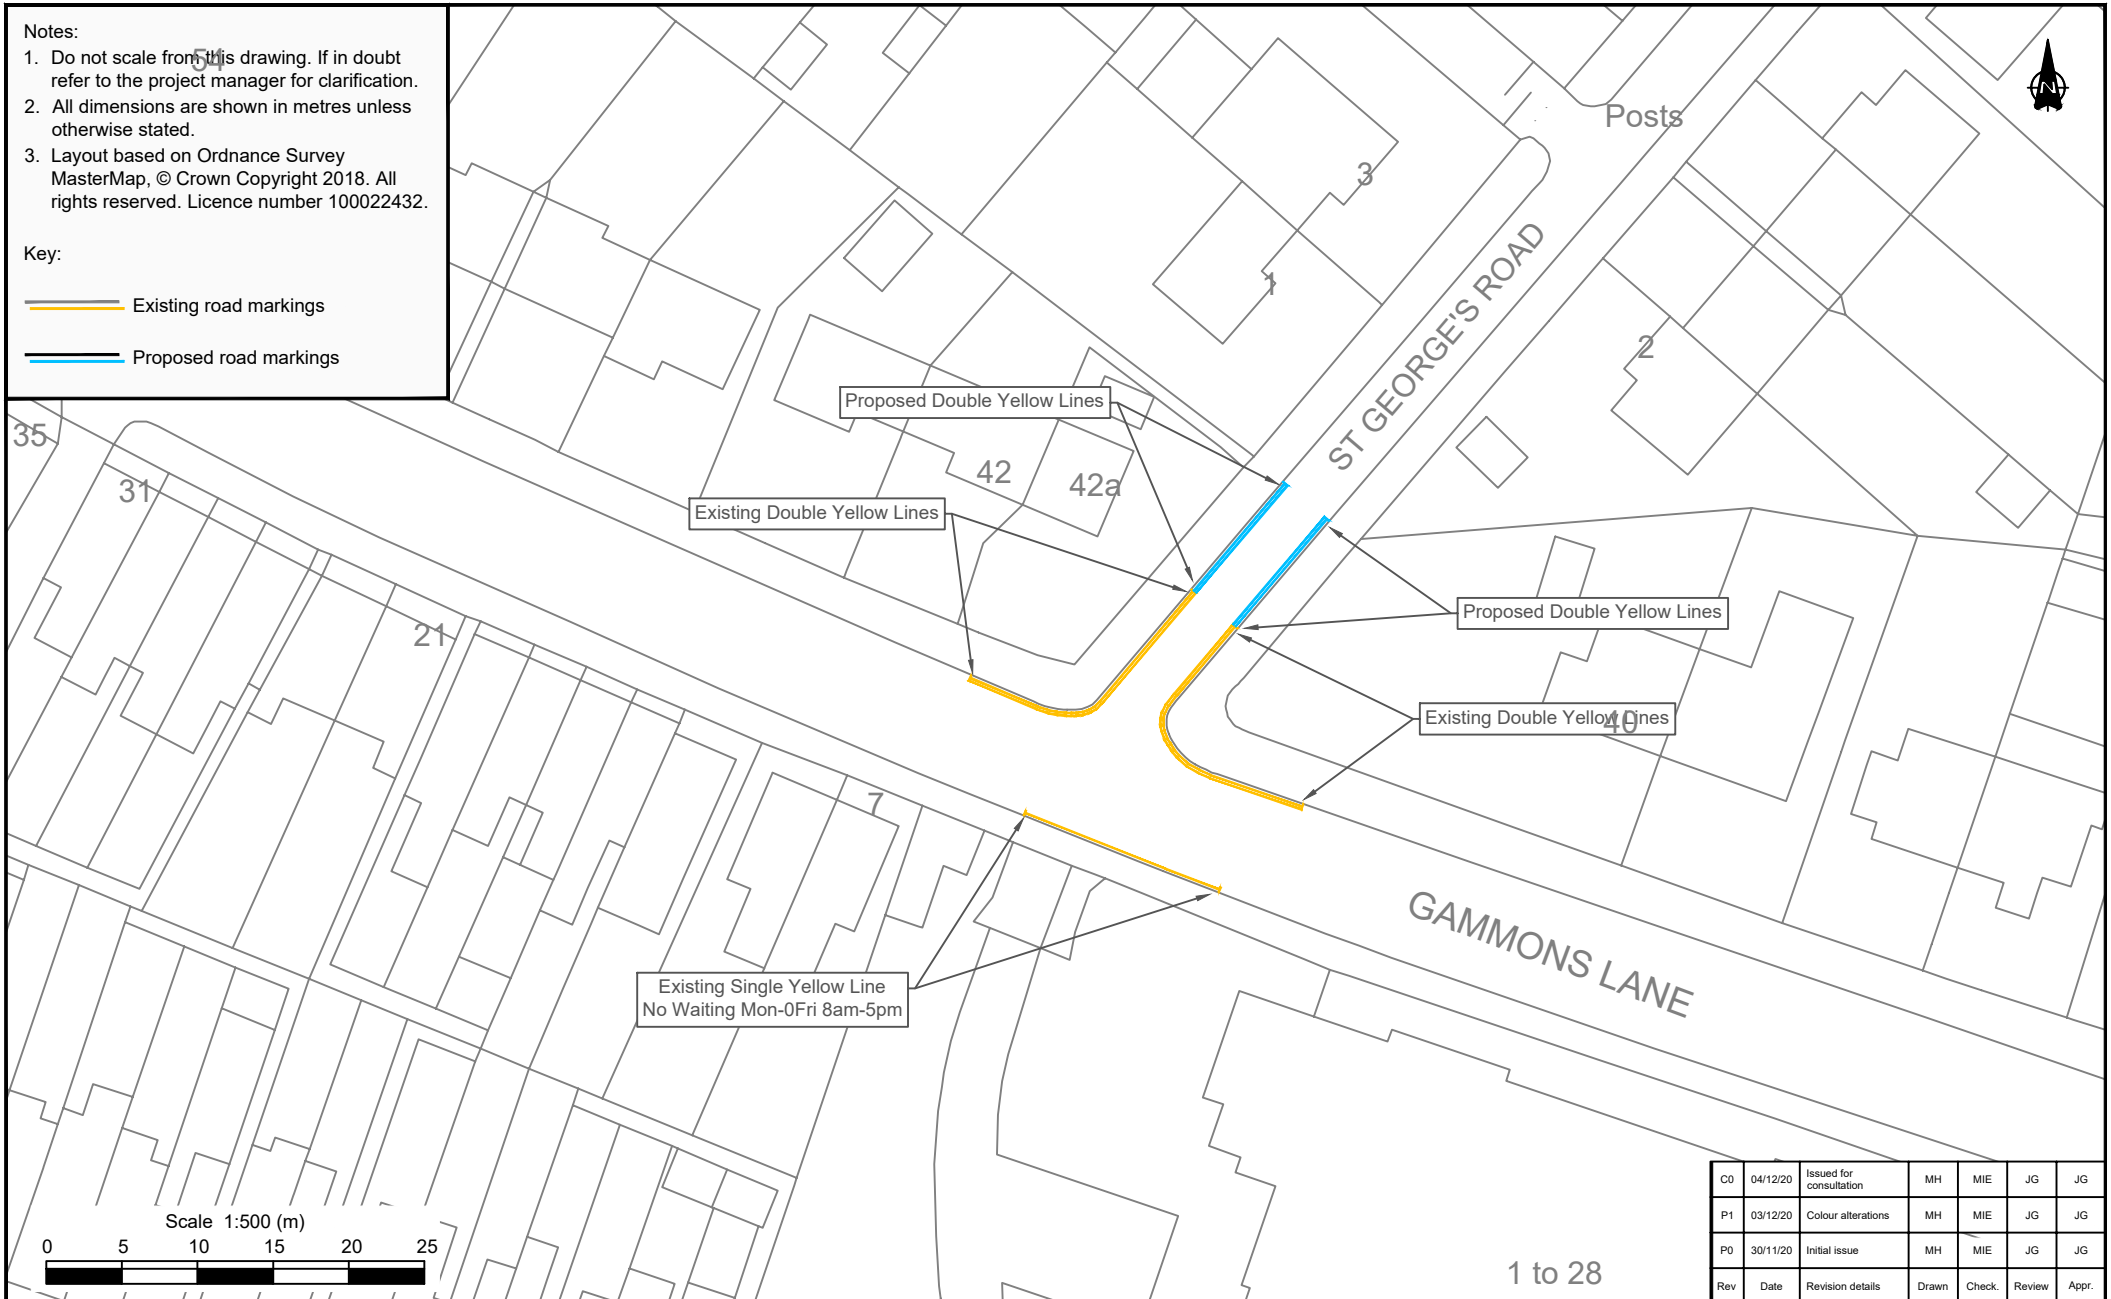 Notes:
1. Do not scale from this drawing. If in doubt
refer to the project manager for clarification.
2. All dimensions are shown in metres unless
otherwise stated.
3. Layout based on Ordnance Survey
MasterMap, © Crown Copyright 2018. All
rights reserved. Licence number 100022432.
54
Key:
Existing road markings
Proposed road markings
Posts
3
1
ST GEORGE'S ROAD
2
Proposed Double Yellow Lines
35
31
42
42a
Existing Double Yellow Lines
Proposed Double Yellow Lines
21
Existing Double Yellow Lines
40
7
GAMMONS LANE
Existing Single Yellow Line
No Waiting Mon-0Fri 8am-5pm
1 to 28
Scale 1:500 (m)
0 5 10 15 20 25
C0 04/12/20 Issued for consultation MH MIE JG JG
P1 03/12/20 Colour alterations MH MIE JG JG
P0 30/11/20 Initial issue MH MIE JG JG
Rev Date Revision details Drawn Check. Review Appr.
N